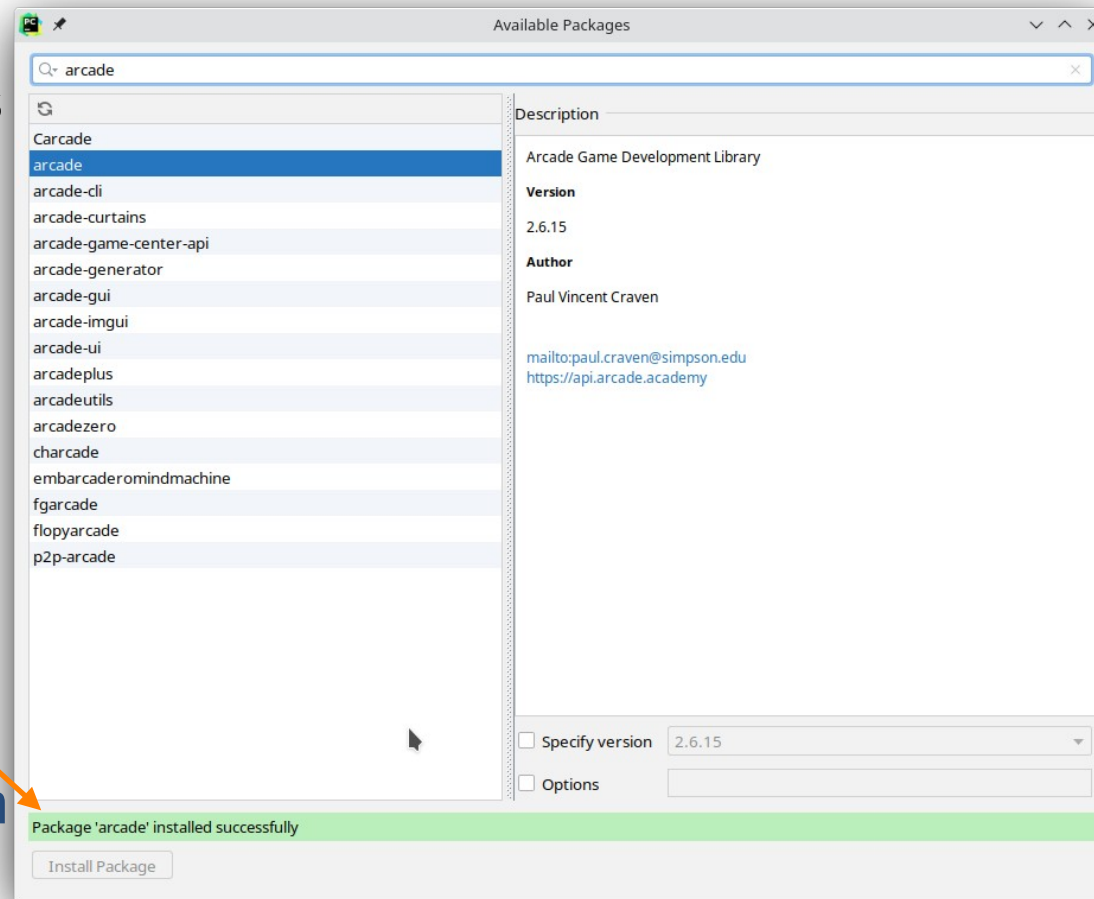 Available Packages
arcade
Carcade
arcade
arcade-cli
arcade-curtains
arcade-game-center-api
arcade-generator
arcade-gui
arcade-imgui
arcade-ui
arcadeplus
arcadeutils
arcadezero
charcade
embarcaderomindmachine
fgarcade
flopyarcade
p2p-arcade
Description
Arcade Game Development Library
Version
2.6.15
Author
Paul Vincent Craven
mailto:paul.craven@simpson.edu
https://api.arcade.academy
Specify version 2.6.15
Options
Package 'arcade' installed successfully
Install Package